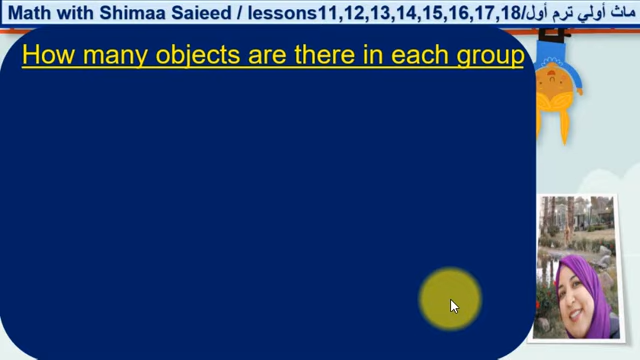 Math with Shimaa Saieed / lessons11,12,13,14,15,16,17,18/ماث أولي ترم أول
How many objects are there in each group